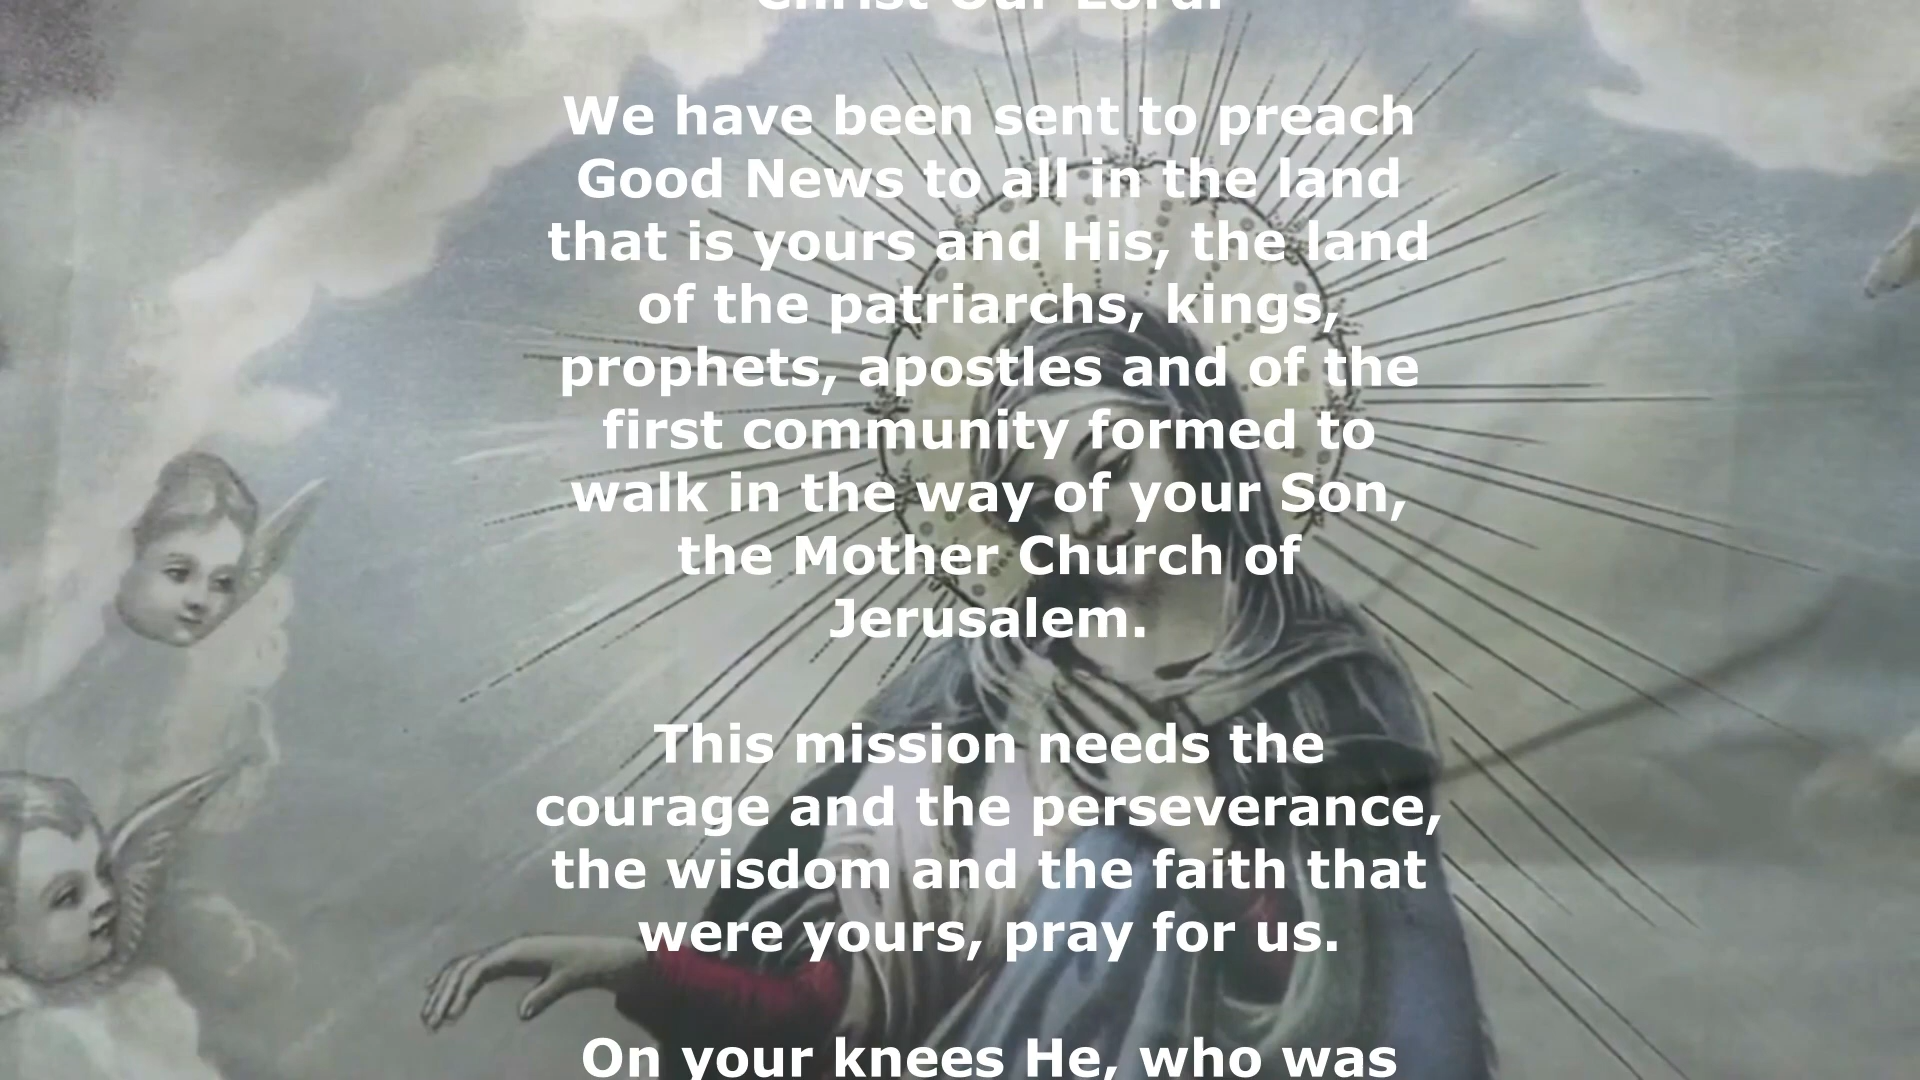 Christ Our Lord.
We have been sent to preach
Good News to all in the land
that is yours and His, the land
of the patriarchs, kings,
prophets, apostles and of the
first community formed to
walk in the way of your Son,
the Mother Church of
Jerusalem.
This mission needs the
courage and the perseverance,
the wisdom and the faith that
were yours, pray for us.
On your knees He, who was